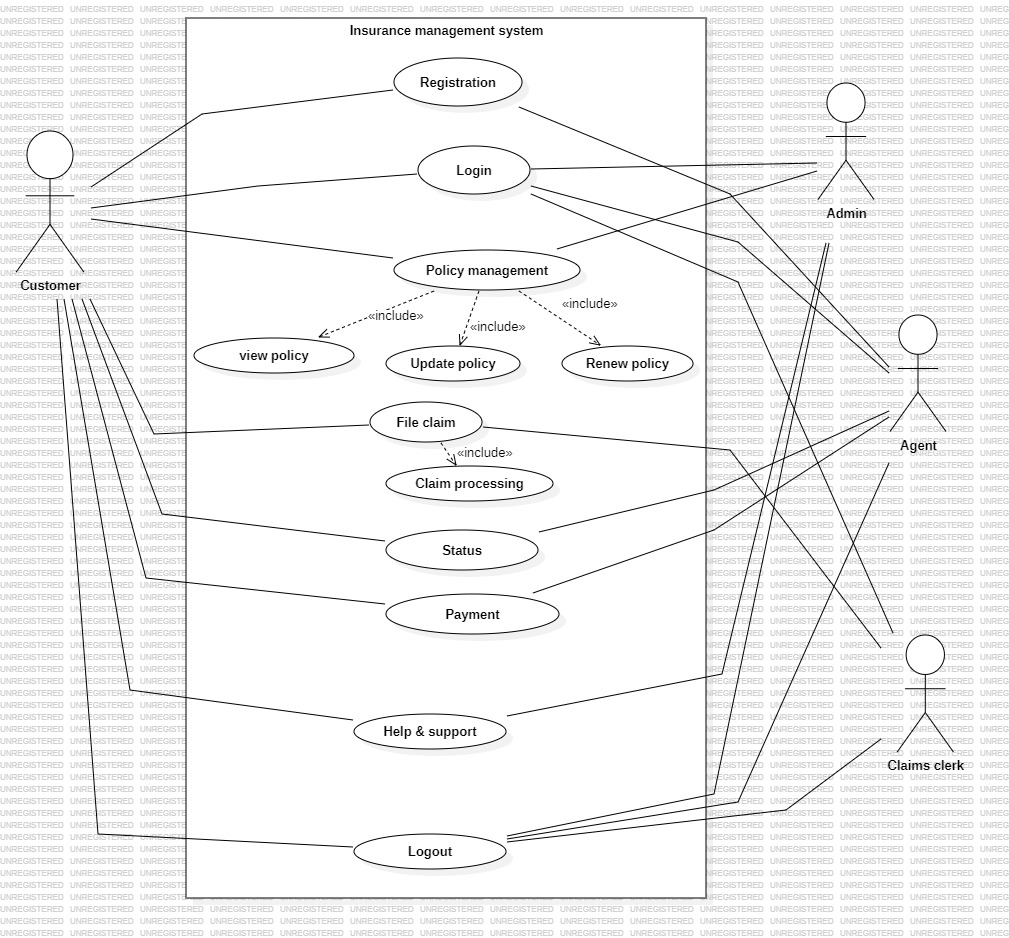 Insurance management system
Registration
Login
Admin
Policy management
Customer
«include»
«include»
«include»
view policy
Update policy
Renew policy
File claim
Agent
«include»
Claim processing
Status
Payment
Help & support
Claims clerk
Logout
UNREGISTERED